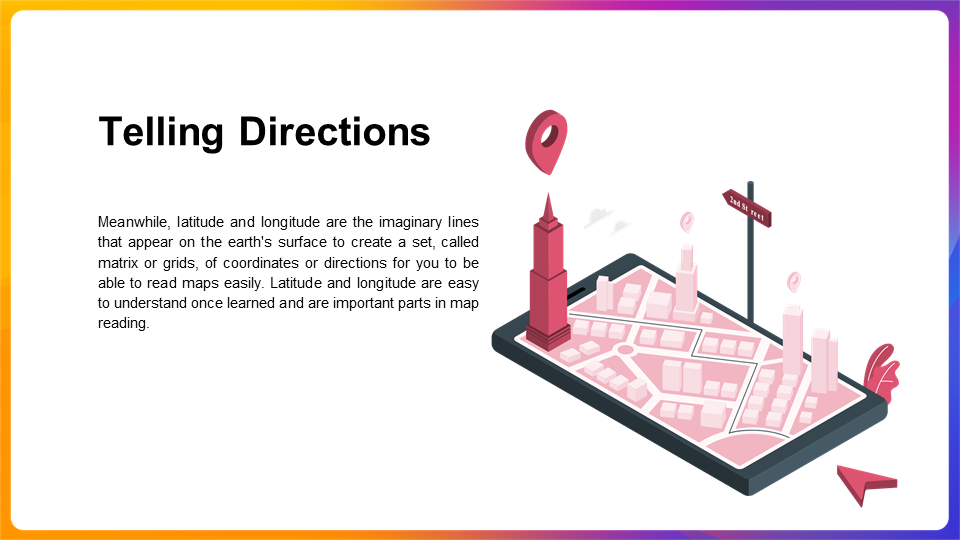 Telling Directions
Meanwhile, latitude and longitude are the imaginary lines
that appear on the earth's surface to create a set, called
matrix or grids, of coordinates or directions for you to be
able to read maps easily. Latitude and longitude are easy
to understand once learned and are important parts in map
reading.
2nd St reet